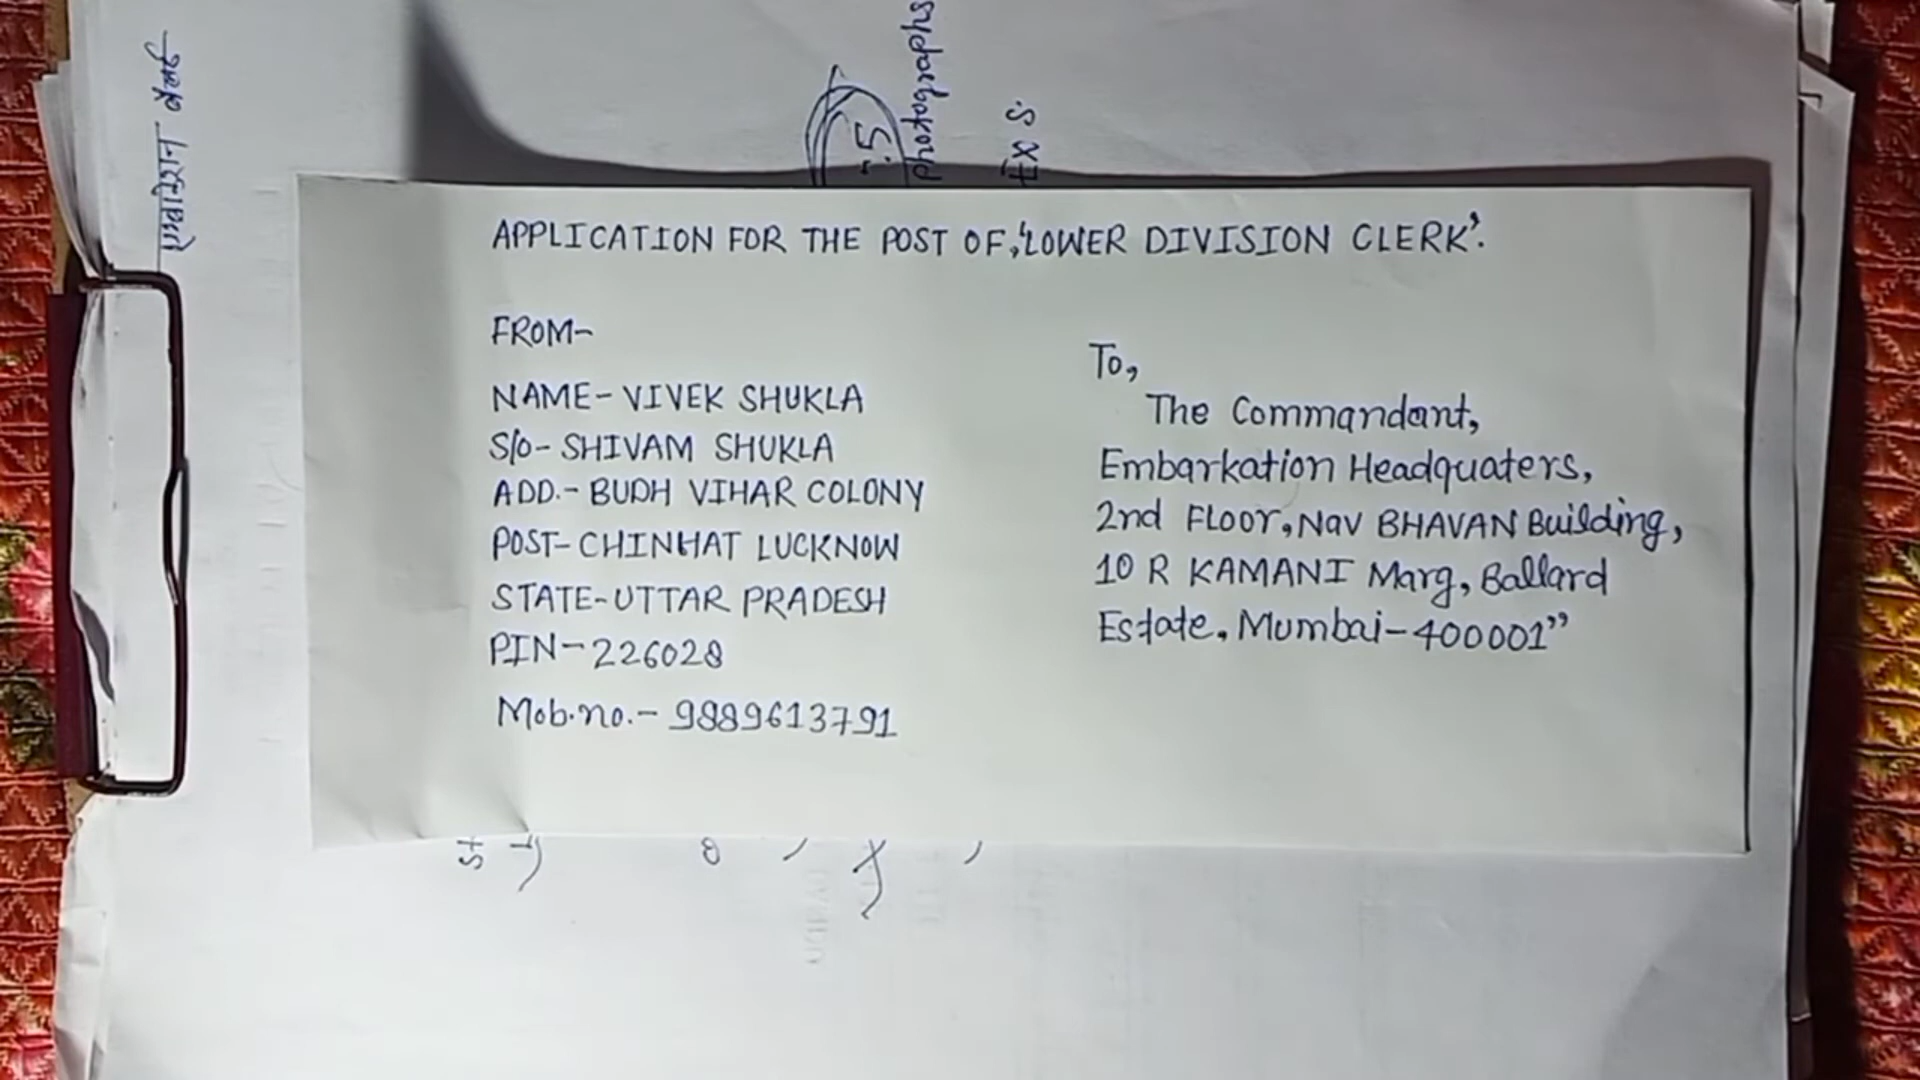 एप्लीकेशन
photographs
APPLICATION FOR THE POST OF,'LOWER DIVISION CLERK'.
FROM-
NAME- VIVEK SHUKLA
S/O- SHIVAM SHUKLA
ADD.- BUDH VIHAR COLONY
POST- CHINHAT LUCKNOW
STATE- UTTAR PRADESH
PIN- 226028
Mob.no.- 9889613791
To,
The Commandant,
Embarkation Headquaters,
2nd FLOOR, Nav BHAVAN Building,
10 R KAMANI Marg, Ballard
Estate. Mumbai-400001”